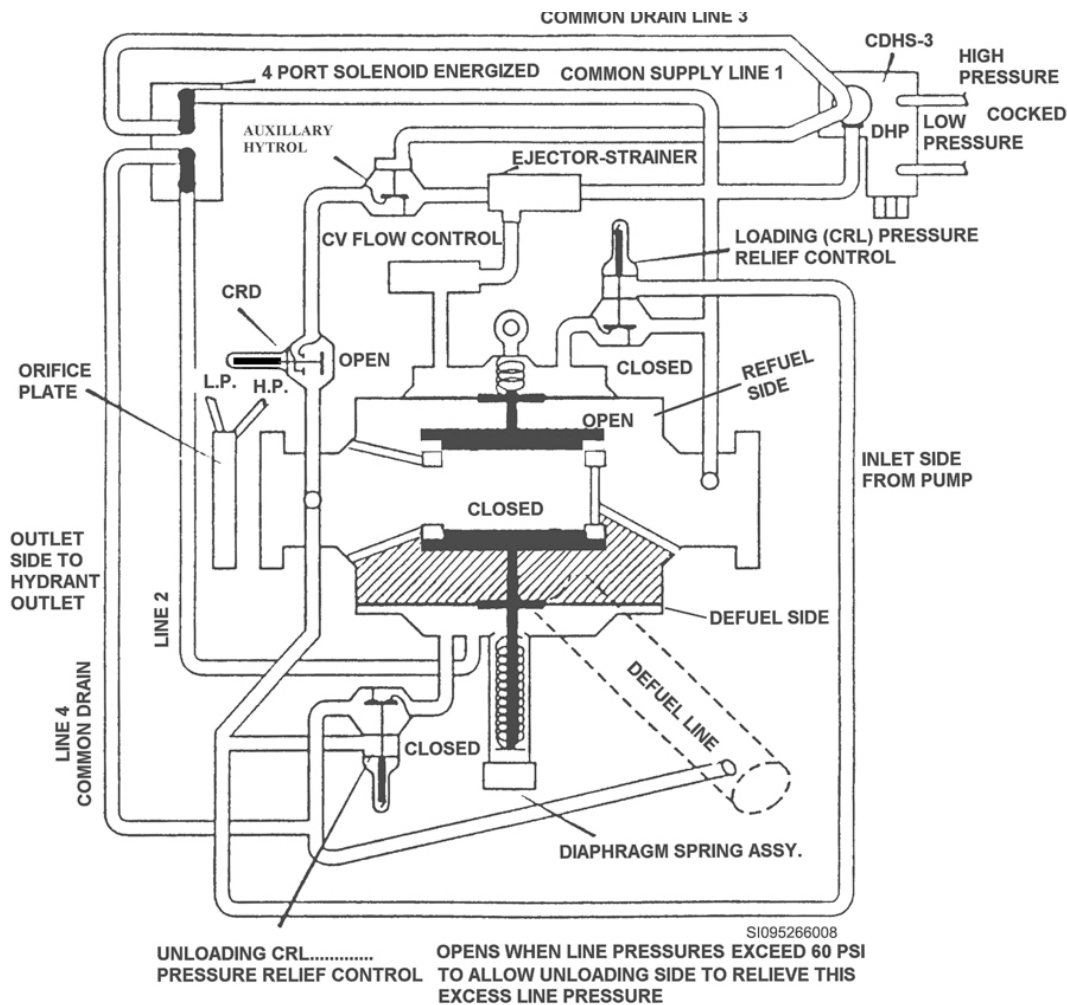 COMMON DRAIN LINE 3
CDHS-3
HIGH
PRESSURE
COCKED
LOW
PRESSURE
DHP
4 PORT SOLENOID ENERGIZED
COMMON SUPPLY LINE 1
AUXILLARY
HYTROL
EJECTOR-STRAINER
CV FLOW CONTROL
LOADING (CRL) PRESSURE
RELIEF CONTROL
CRD
OPEN
CLOSED
ORIFICE
PLATE
L.P.
H.P.
REFUEL
SIDE
OPEN
INLET SIDE
FROM PUMP
CLOSED
OUTLET
SIDE TO
HYDRANT
OUTLET
DEFUEL SIDE
LINE 2
DEFUEL LINE
LINE 4
COMMON DRAIN
CLOSED
DIAPHRAGM SPRING ASSY.
SI095266008
UNLOADING CRL.............
PRESSURE RELIEF CONTROL
OPENS WHEN LINE PRESSURES EXCEED 60 PSI
TO ALLOW UNLOADING SIDE TO RELIEVE THIS
EXCESS LINE PRESSURE